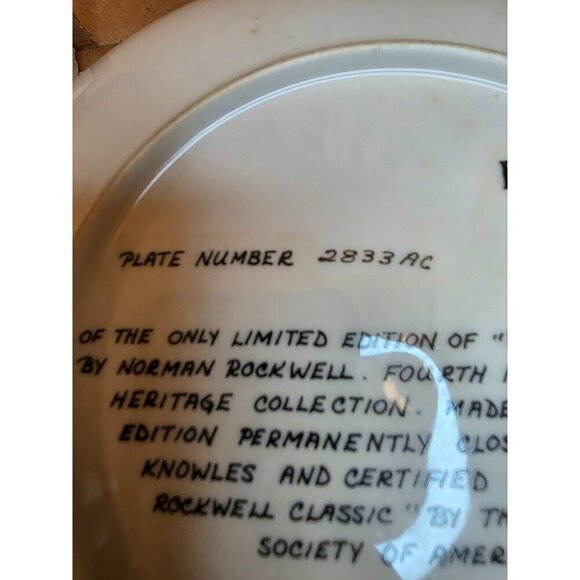 PLATE NUMBER 2833AC
OF THE ONLY LIMITED EDITION OF "
BY NORMAN ROCKWELL. FOURTH
HERITAGE COLLECTION. MADE
EDITION PERMANENTLY CLOS
KNOWLES AND CERTIFIED
ROCKWELL CLASSIC" BY TH
SOCIETY OF AMER